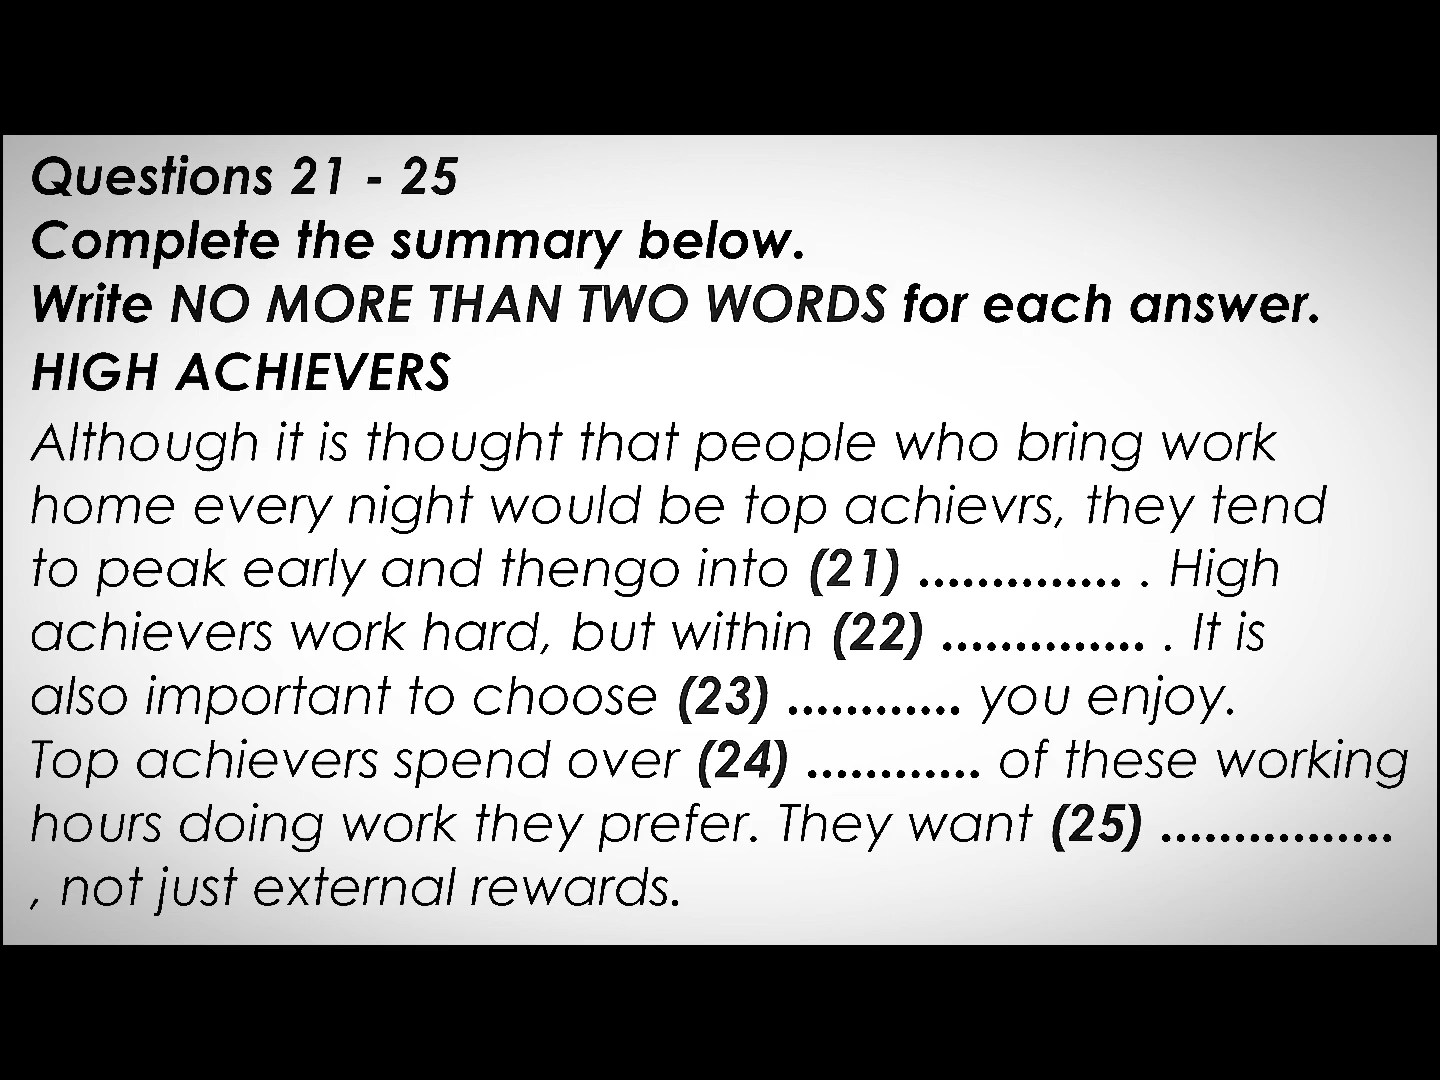 Questions 21 - 25
Complete the summary below.
Write NO MORE THAN TWO WORDS for each answer.
HIGH ACHIEVERS
Although it is thought that people who bring work
home every night would be top achievrs, they tend
to peak early and thengo into (21) .............. . High
achievers work hard, but within (22) .............. . It is
also important to choose (23) ............ you enjoy.
Top achievers spend over (24) ............ of these working
hours doing work they prefer. They want (25) ................
, not just external rewards.